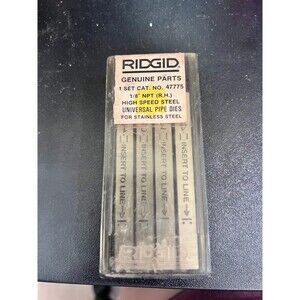 RIDGID
GENUINE PARTS
1 SET CAT. NO. 47775
1/8" NPT (R.H.)
HIGH SPEED STEEL
UNIVERSAL PIPE DIES
FOR STAINLESS STEEL
INSERT TO LINE
INSERT TO LINE
INSERT TO LINE
INSERT TO LINE
RIDGID